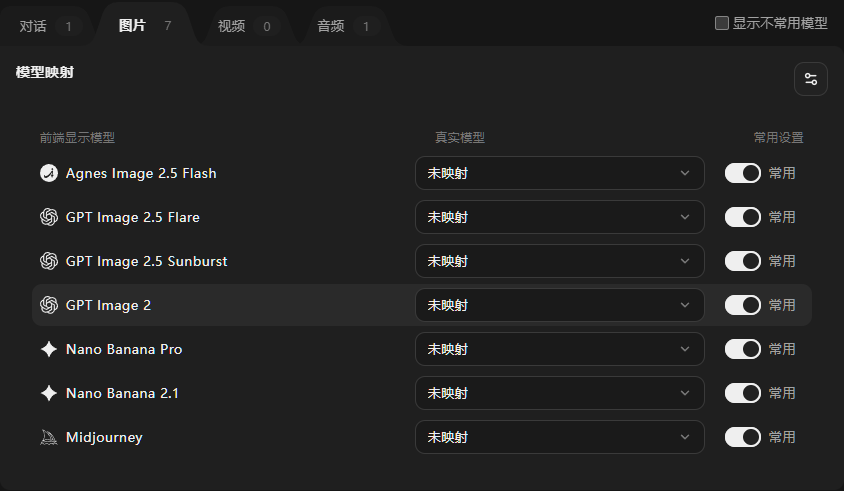 对话 1 图片 7 视频 0 音频 1 显示不常用模型
模型映射
前端显示模型 真实模型 常用设置
Agnes Image 2.5 Flash 未映射 常用
GPT Image 2.5 Flare 未映射 常用
GPT Image 2.5 Sunburst 未映射 常用
GPT Image 2 未映射 常用
Nano Banana Pro 未映射 常用
Nano Banana 2.1 未映射 常用
Midjourney 未映射 常用